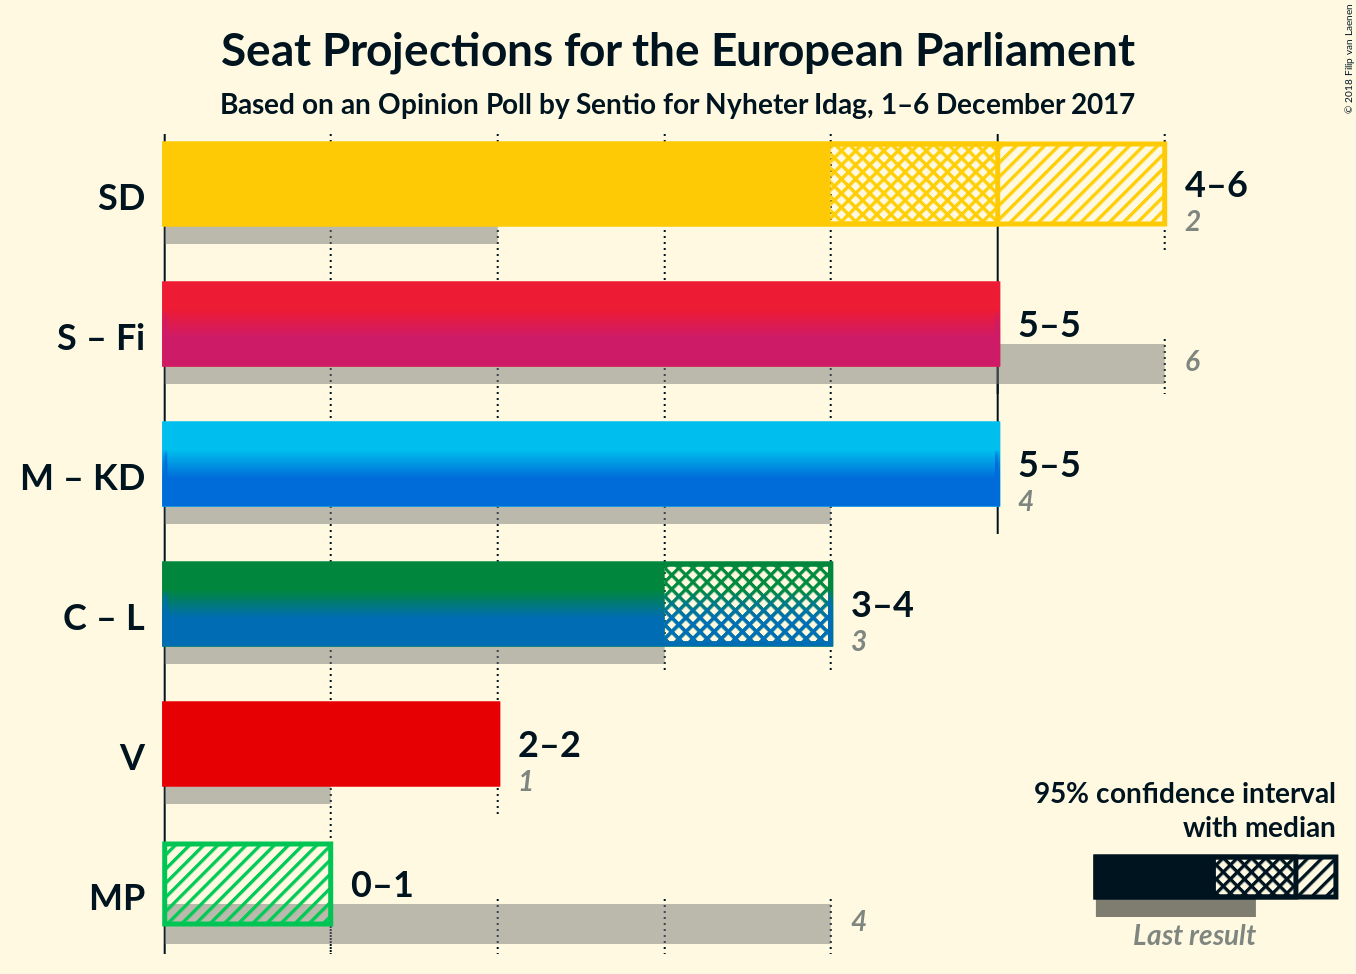 Seat Projections for the European Parliament
Based on an Opinion Poll by Sentio for Nyheter Idag, 1–6 December 2017
© 2018 Filip van Laenen
SD
4–6
2
S – Fi
5–5
6
M – KD
5–5
4
C – L
3–4
3
V
2–2
1
MP
0–1
4
95% confidence interval
with median
Last result